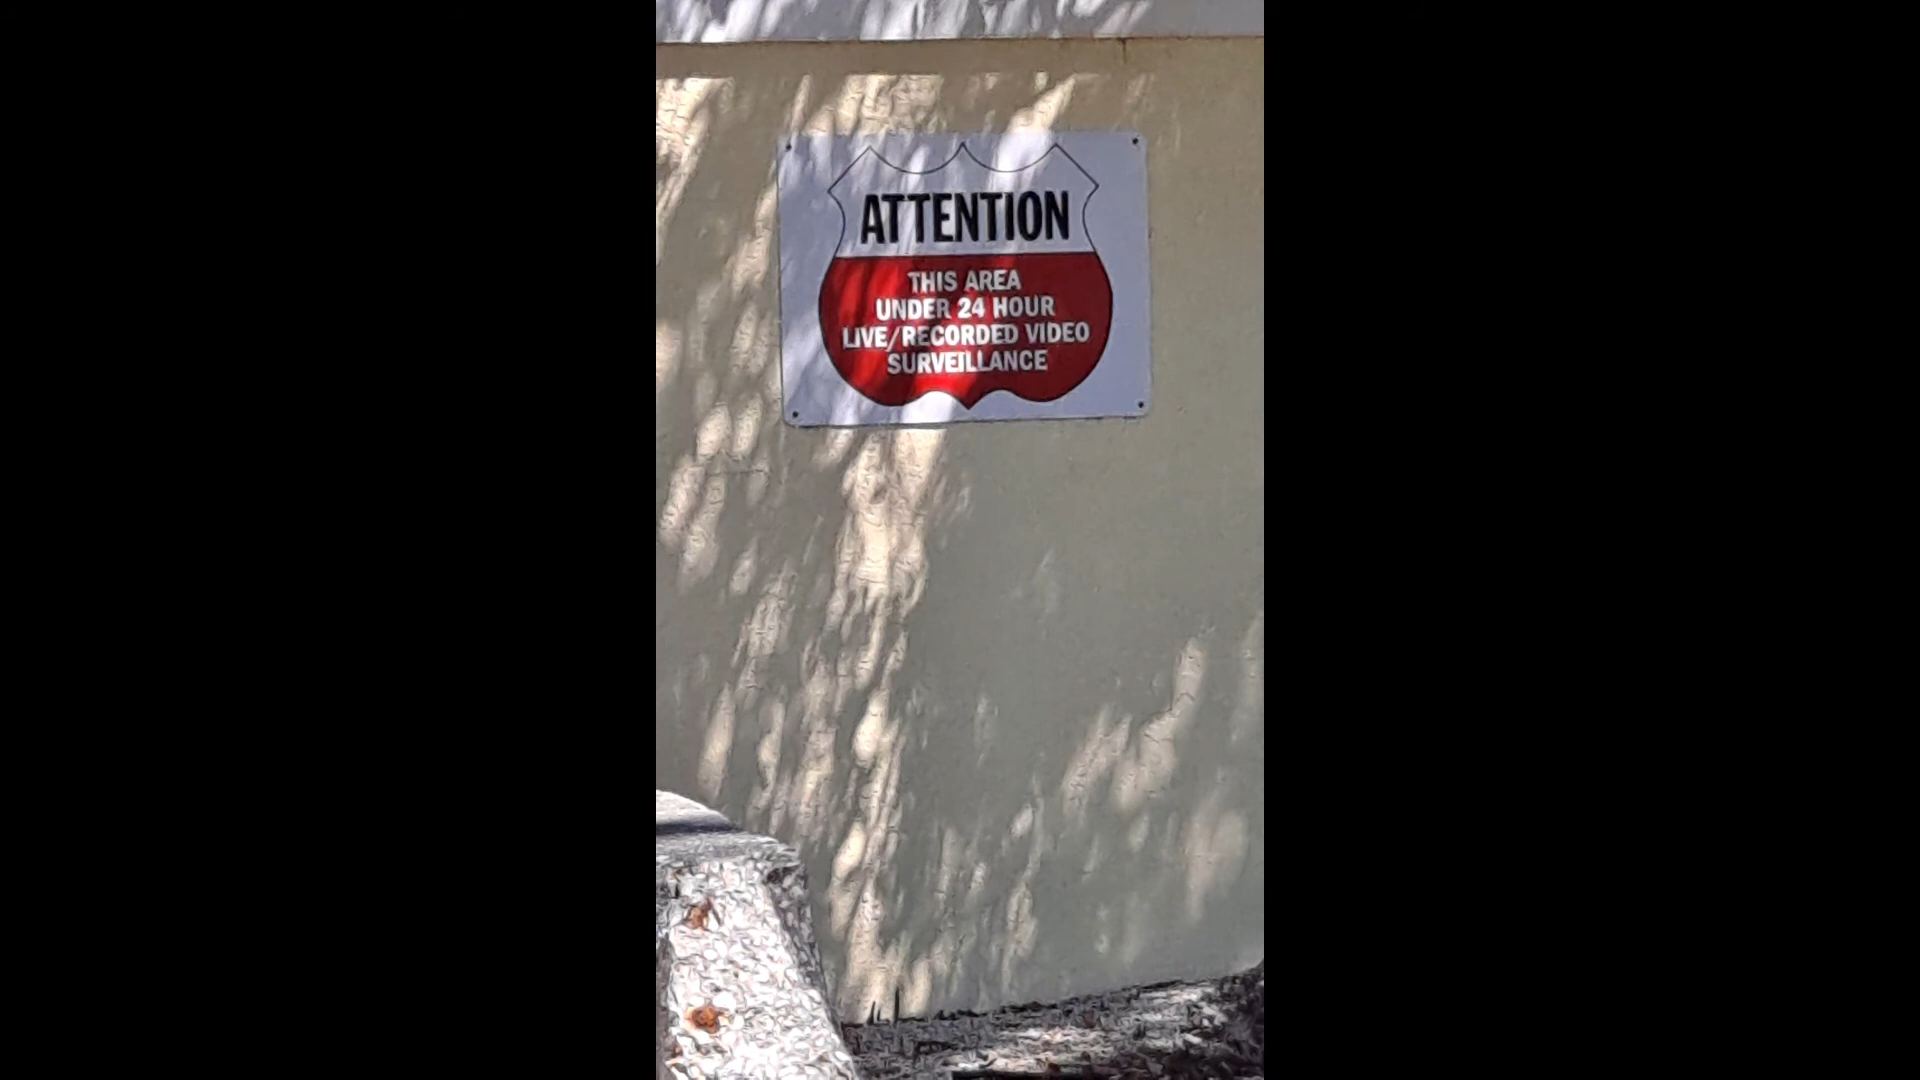 ATTENTION
THIS AREA
UNDER 24 HOUR
LIVE/RECORDED VIDEO
SURVEILLANCE